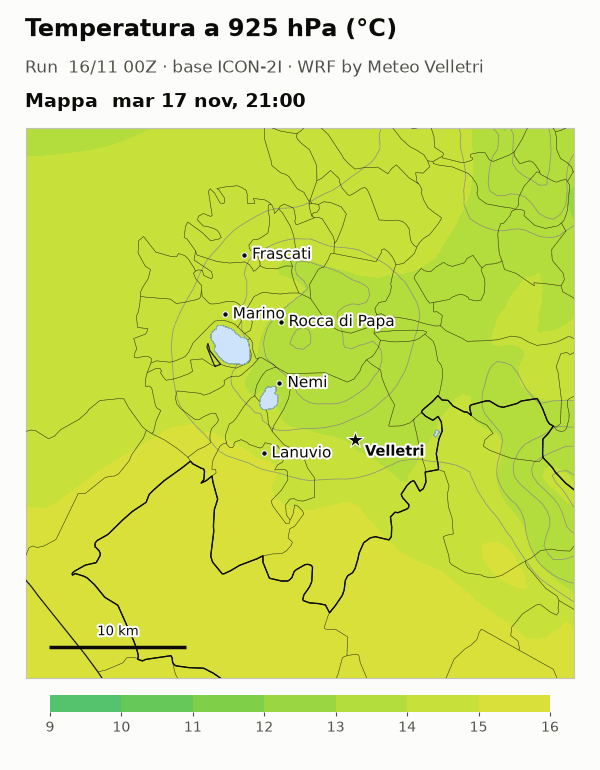 Temperatura a 925 hPa (°C)
Run  16/11 00Z · base ICON-2I · WRF by Meteo Velletri
Mappa  mar 17 nov, 21:00
Frascati
Marino
Rocca di Papa
Nemi
Velletri
Lanuvio
10 km
9 10 11 12 13 14 15 16